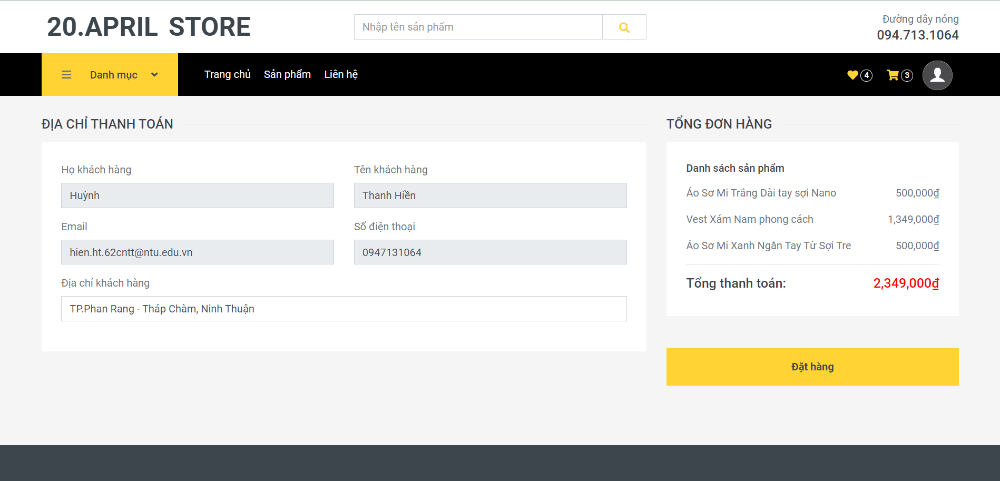 20.APRIL STORE
Nhập tên sản phẩm
Đường dây nóng
094.713.1064
Danh mục
Trang chủ Sản phẩm Liên hệ
4
3
ĐỊA CHỈ THANH TOÁN
Họ khách hàng
Tên khách hàng
Huỳnh
Thanh Hiền
Email
Số điện thoại
hien.ht.62cntt@ntu.edu.vn
0947131064
Địa chỉ khách hàng
TP.Phan Rang - Tháp Chàm, Ninh Thuận
TỔNG ĐƠN HÀNG
Danh sách sản phẩm
Áo Sơ Mi Trắng Dài tay sợi Nano 500,000₫
Vest Xám Nam phong cách 1,349,000₫
Áo Sơ Mi Xanh Ngắn Tay Từ Sợi Tre 500,000₫
Tổng thanh toán: 2,349,000₫
Đặt hàng